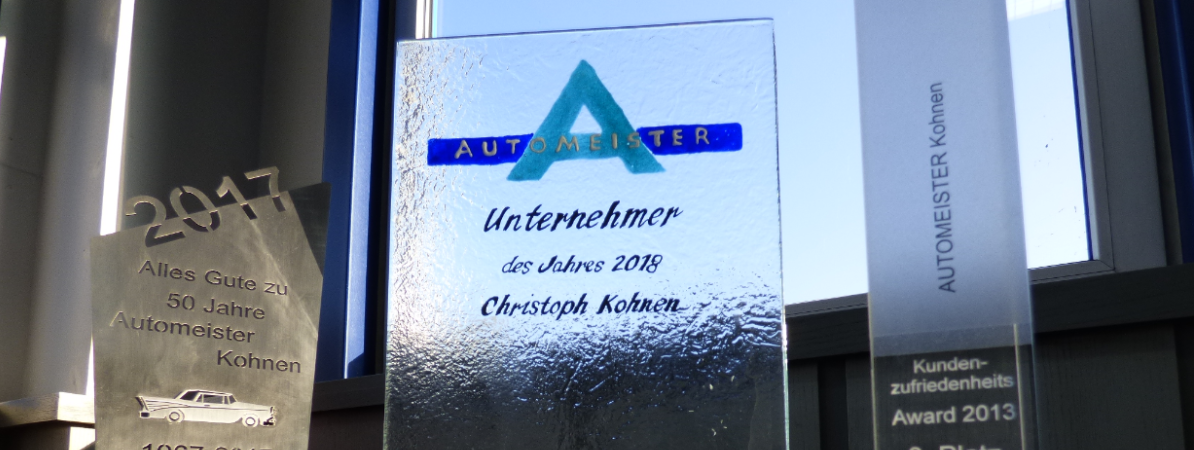 2017
Alles Gute zu
50 Jahre
Automeister
Kohnen
AUTOMEISTER
Unternehmer
des Jahres 2018
Christoph Kohnen
AUTOMEISTER Kohnen
Kunden-
zufriedenheits
Award 2013